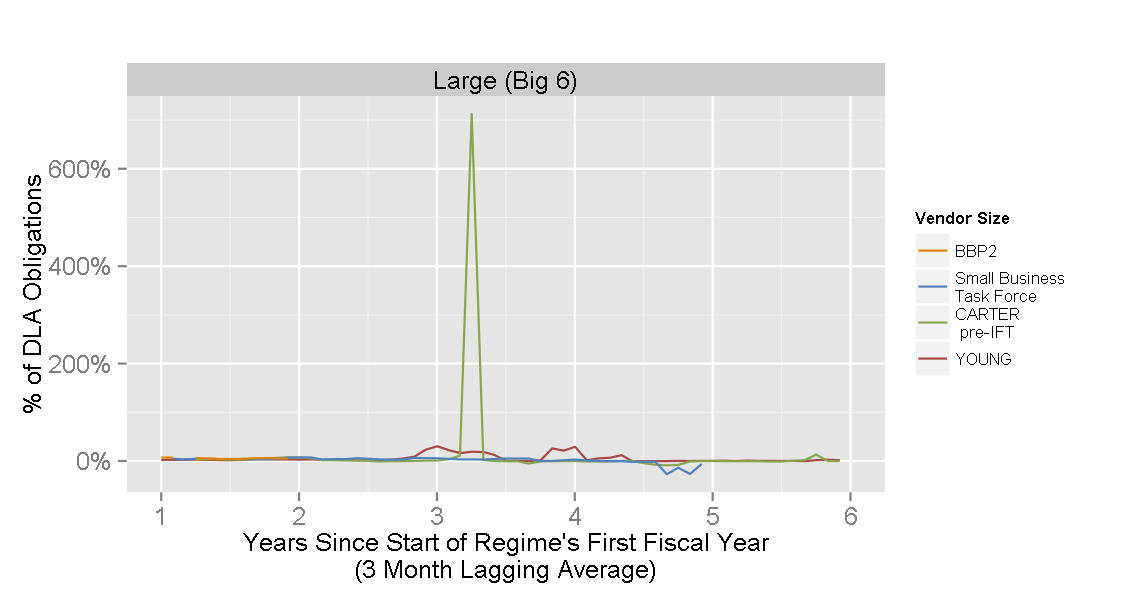 Large (Big 6)
% of DLA Obligations
600%
400%
200%
0%
1 2 3 4 5 6
Years Since Start of Regime's First Fiscal Year
(3 Month Lagging Average)
Vendor Size
BBP2
Small Business
Task Force
CARTER
pre-IFT
YOUNG